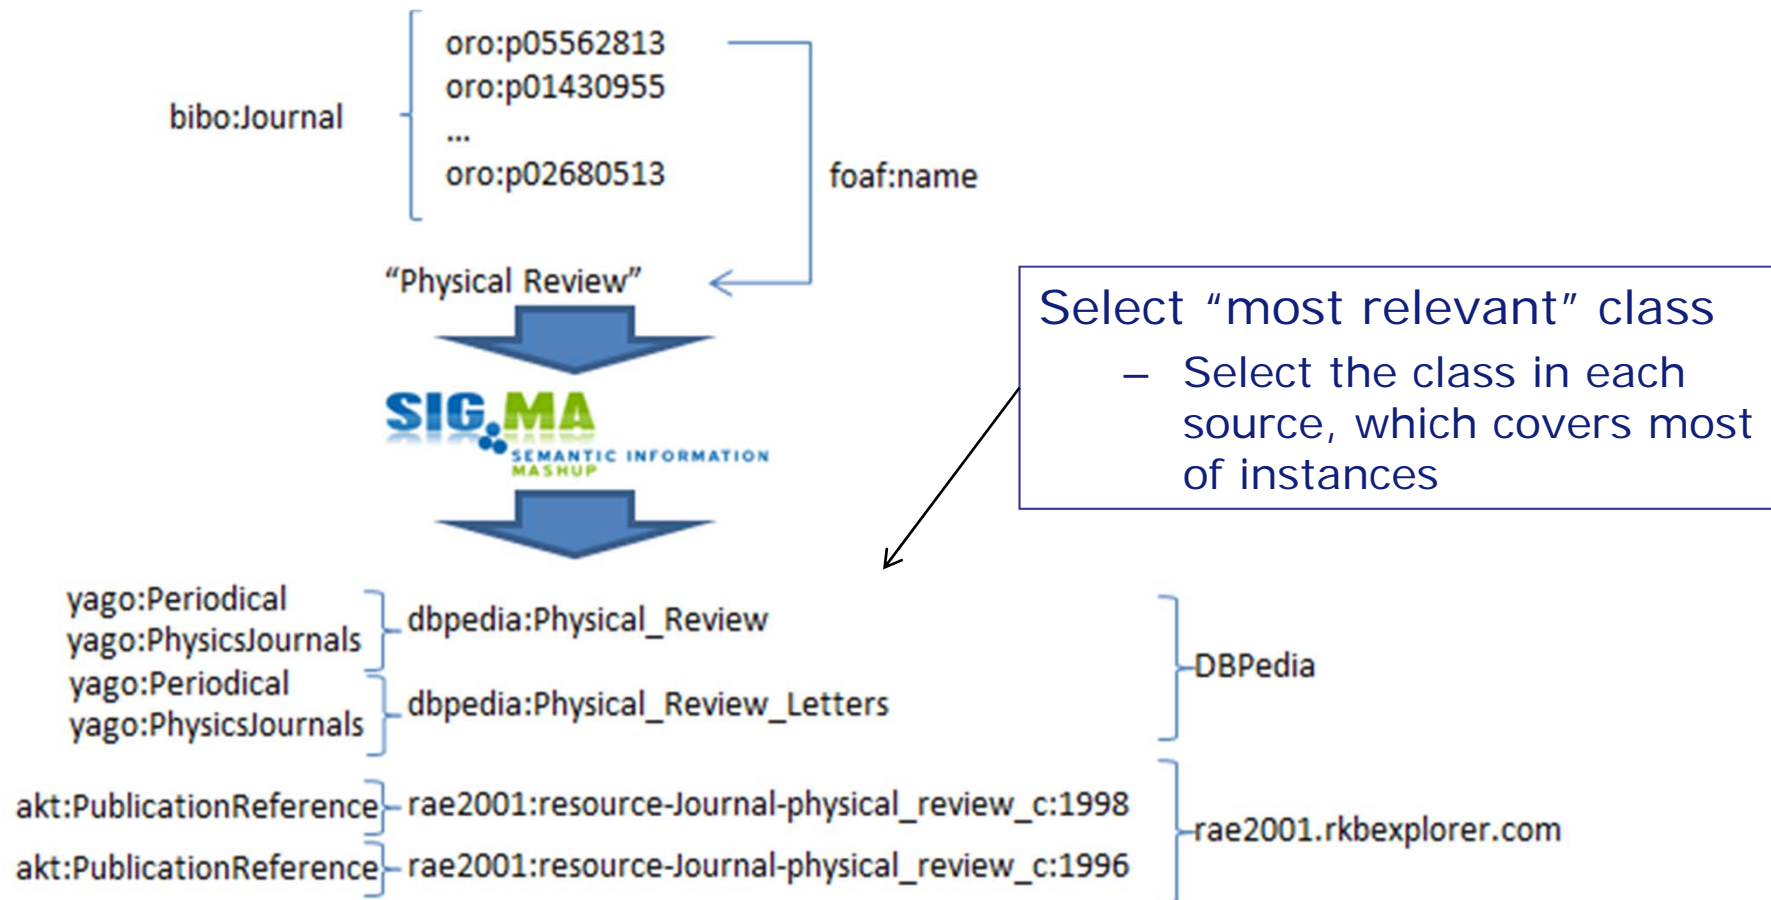 oro:p05562813
oro:p01430955
...
oro:p02680513
bibo:Journal
foaf:name
“Physical Review”
SIG.MA
SEMANTIC INFORMATION
MASHUP
Select “most relevant” class
– Select the class in each
source, which covers most
of instances
yago:Periodical
yago:PhysicsJournals
dbpedia:Physical_Review
yago:Periodical
yago:PhysicsJournals
dbpedia:Physical_Review_Letters
DBPedia
akt:PublicationReference
rae2001:resource-Journal-physical_review_c:1998
akt:PublicationReference
rae2001:resource-Journal-physical_review_c:1996
rae2001.rkbexplorer.com